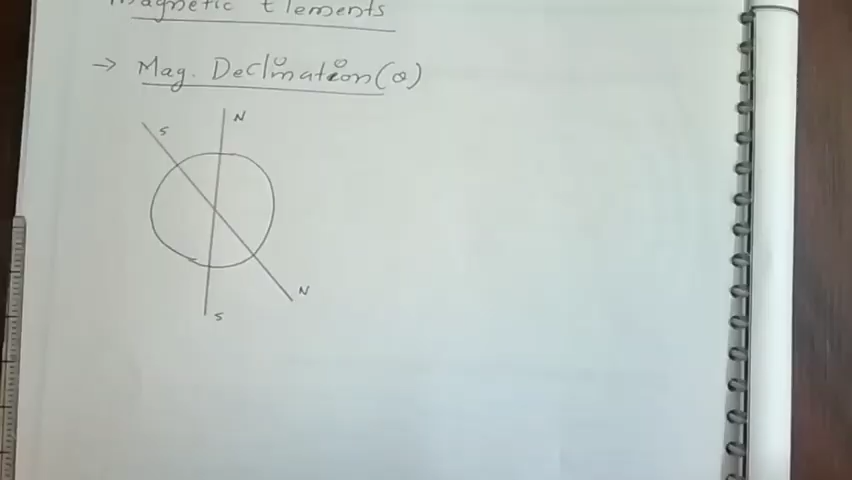 Magnetic Elements
→ Mag. Declination (θ)
N
S
N
S